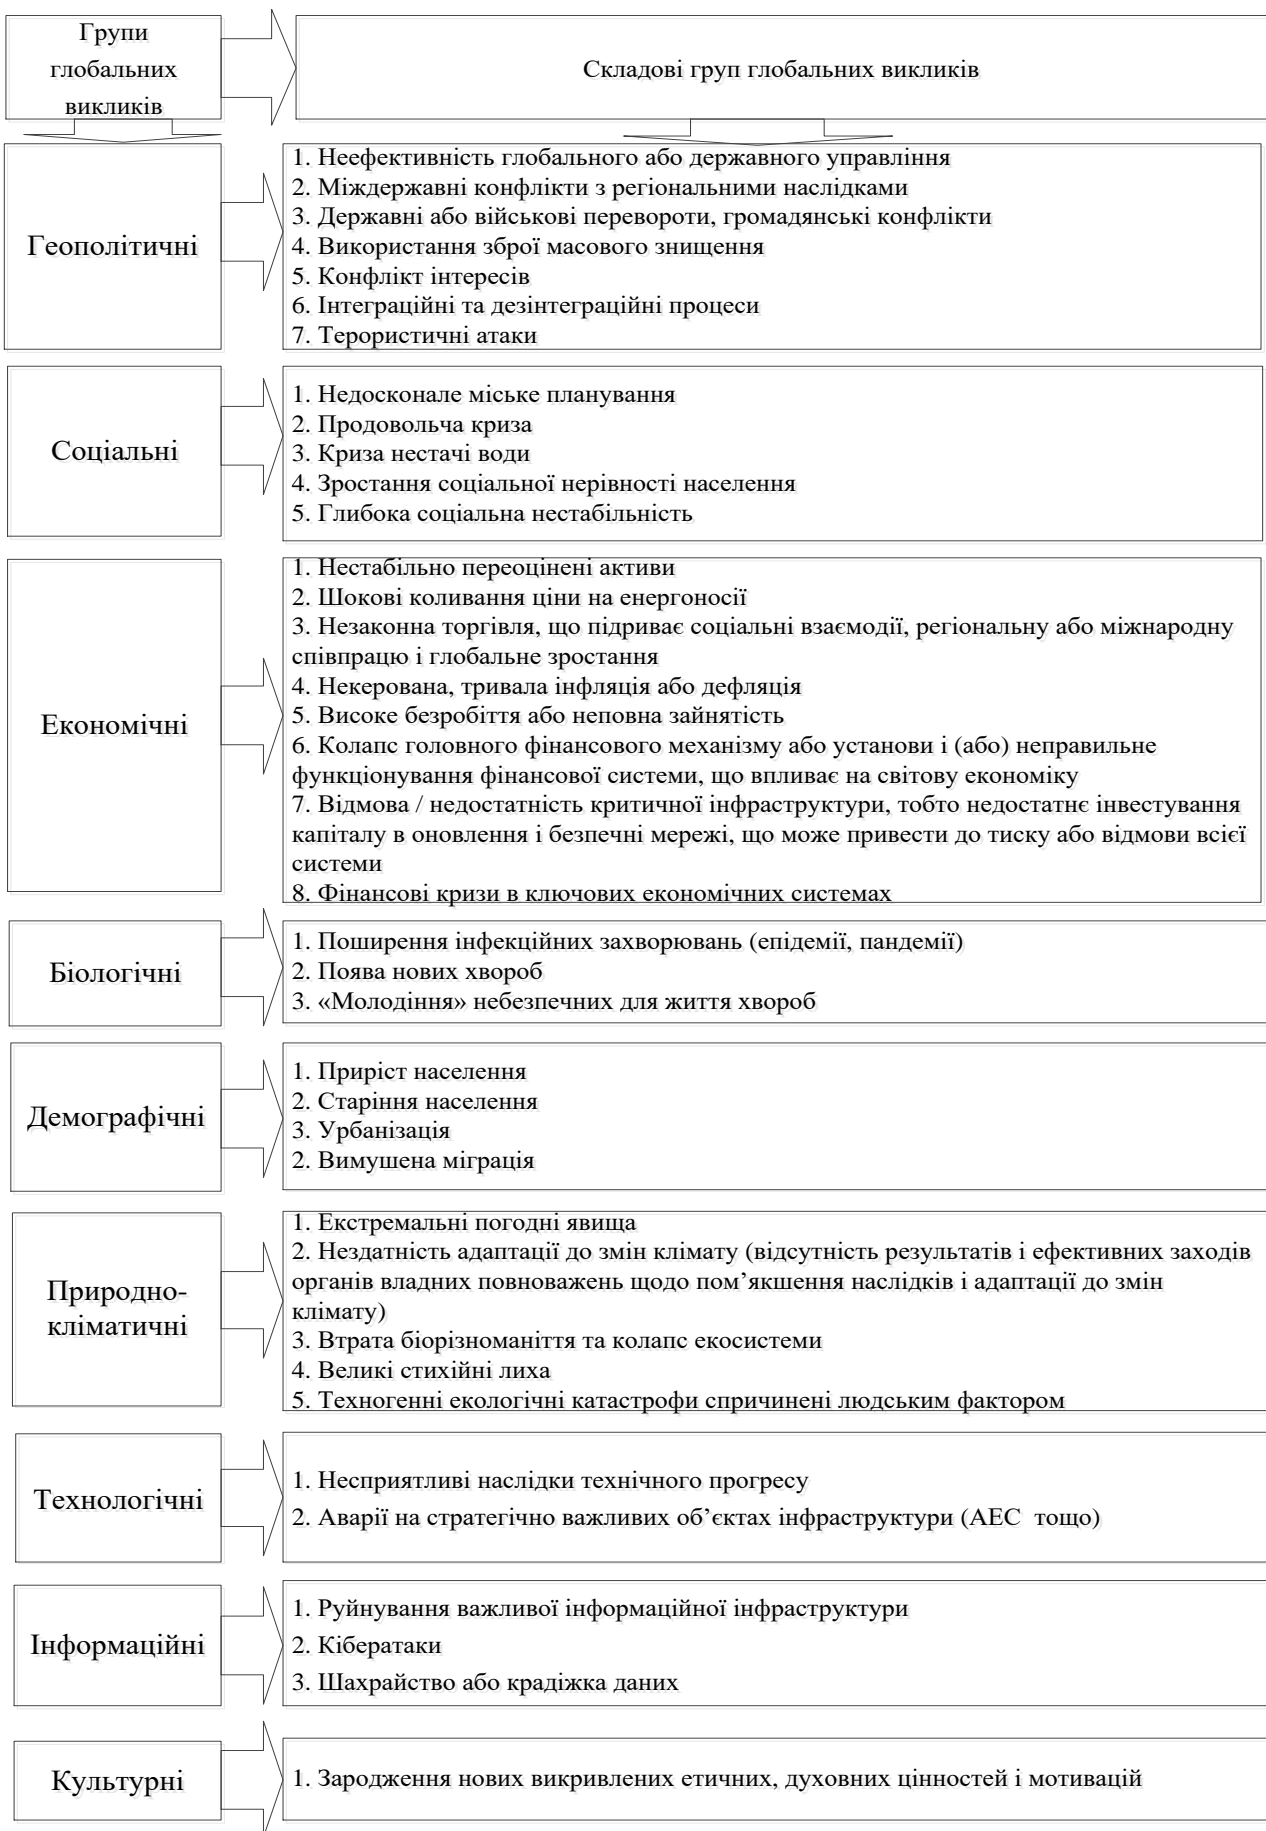 Групи
глобальних
викликів
Складові груп глобальних викликів
Геополітичні
1. Неефективність глобального або державного управління
2. Міждержавні конфлікти з регіональними наслідками
3. Державні або військові перевороти, громадянські конфлікти
4. Використання зброї масового знищення
5. Конфлікт інтересів
6. Інтеграційні та дезінтеграційні процеси
7. Терористичні атаки
Соціальні
1. Недосконале міське планування
2. Продовольча криза
3. Криза нестачі води
4. Зростання соціальної нерівності населення
5. Глибока соціальна нестабільність
Економічні
1. Нестабільно переоцінені активи
2. Шокові коливання ціни на енергоносії
3. Незаконна торгівля, що підриває соціальні взаємодії, регіональну або міжнародну
співпрацю і глобальне зростання
4. Некерована, тривала інфляція або дефляція
5. Високе безробіття або неповна зайнятість
6. Колапс головного фінансового механізму або установи і (або) неправильне
функціонування фінансової системи, що впливає на світову економіку
7. Відмова / недостатність критичної інфраструктури, тобто недостатнє інвестування
капіталу в оновлення і безпечні мережі, що може привести до тиску або відмови всієї
системи
8. Фінансові кризи в ключових економічних системах
Біологічні
1. Поширення інфекційних захворювань (епідемії, пандемії)
2. Поява нових хвороб
3. «Молодіння» небезпечних для життя хвороб
Демографічні
1. Приріст населення
2. Старіння населення
3. Урбанізація
2. Вимушена міграція
Природно-
кліматичні
1. Екстремальні погодні явища
2. Нездатність адаптації до змін клімату (відсутність результатів і ефективних заходів
органів владних повноважень щодо пом’якшення наслідків і адаптації до змін
клімату)
3. Втрата біорізноманіття та колапс екосистеми
4. Великі стихійні лиха
5. Техногенні екологічні катастрофи спричинені людським фактором
Технологічні
1. Несприятливі наслідки технічного прогресу
2. Аварії на стратегічно важливих об’єктах інфраструктури (АЕС  тощо)
Інформаційні
1. Руйнування важливої інформаційної інфраструктури
2. Кібератаки
3. Шахрайство або крадіжка даних
Культурні
1. Зародження нових викривлених етичних, духовних цінностей і мотивацій